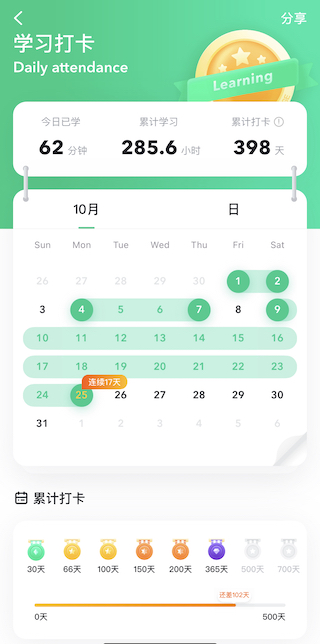 分享
学习打卡
Daily attendance
Learning
今日已学 累计学习 累计打卡
62 分钟 285.6 小时 398 天
10月 日
Sun Mon Tue Wed Thu Fri Sat
26 27 28 29 30 1 2
3 4 5 6 7 8 9
10 11 12 13 14 15 16
17 18 19 20 21 22 23
连续17天
24 25 26 27 28 29 30
31 1 2 3 4 5 6
累计打卡
30天 66天 100天 150天 200天 365天 500天 700天
还差102天
0天 500天